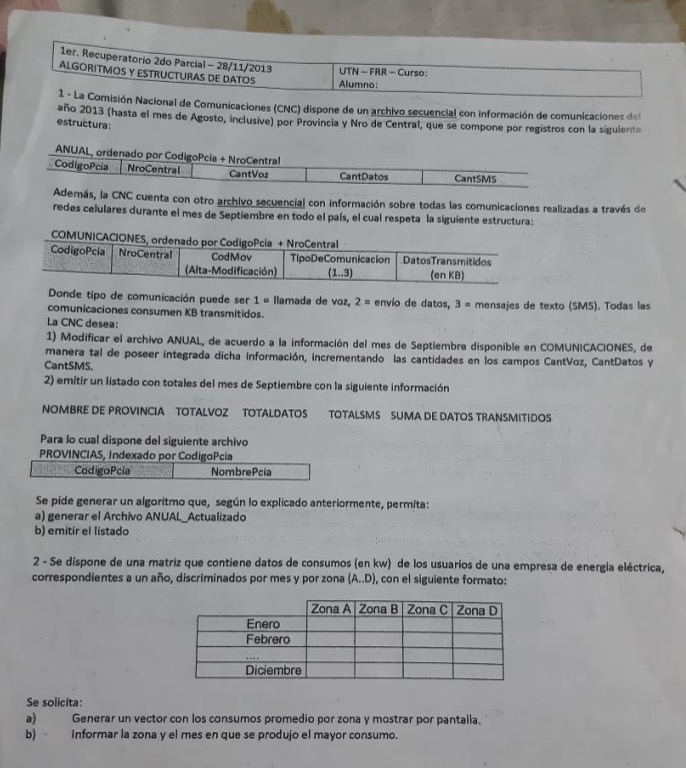 1er. Recuperatorio 2do Parcial – 28/11/2013
ALGORITMOS Y ESTRUCTURAS DE DATOS
UTN – FRR – Curso:
Alumno:
1 - La Comisión Nacional de Comunicaciones (CNC) dispone de un archivo secuencial con información de comunicaciones del
año 2013 (hasta el mes de Agosto, inclusive) por Provincia y Nro de Central, que se compone por registros con la siguiente
estructura:
ANUAL, ordenado por CodigoPcia + NroCentral
CodigoPcia NroCentral CantVoz CantDatos CantSMS
Además, la CNC cuenta con otro archivo secuencial con información sobre todas las comunicaciones realizadas a través de
redes celulares durante el mes de Septiembre en todo el país, el cual respeta la siguiente estructura:
COMUNICACIONES, ordenado por CodigoPcia + NroCentral
CodigoPcia NroCentral CodMov TipoDeComunicacion DatosTransmitidos
(Alta-Modificación) (1..3) (en KB)
Donde tipo de comunicación puede ser 1 = llamada de voz, 2 = envío de datos, 3 = mensajes de texto (SMS). Todas las
comunicaciones consumen KB transmitidos.
La CNC desea:
1) Modificar el archivo ANUAL, de acuerdo a la información del mes de Septiembre disponible en COMUNICACIONES, de
manera tal de poseer integrada dicha información, incrementando las cantidades en los campos CantVoz, CantDatos y
CantSMS.
2) emitir un listado con totales del mes de Septiembre con la siguiente información
NOMBRE DE PROVINCIA TOTALVOZ TOTALDATOS TOTALSMS SUMA DE DATOS TRANSMITIDOS
Para lo cual dispone del siguiente archivo
PROVINCIAS, Indexado por CodigoPcia
CodigoPcia NombrePcia
Se pide generar un algoritmo que, según lo explicado anteriormente, permita:
a) generar el Archivo ANUAL_Actualizado
b) emitir el listado
2 - Se dispone de una matriz que contiene datos de consumos (en kw) de los usuarios de una empresa de energía eléctrica,
correspondientes a un año, discriminados por mes y por zona (A..D), con el siguiente formato:
Zona A Zona B Zona C Zona D
Enero
Febrero
....
Diciembre
Se solicita:
a) Generar un vector con los consumos promedio por zona y mostrar por pantalla.
b) Informar la zona y el mes en que se produjo el mayor consumo.